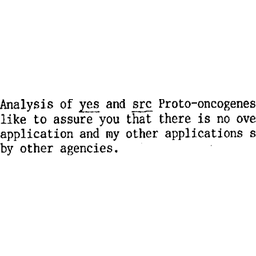 Analysis of yes and src Proto-oncogenes
like to assure you that there is no ove
application and my other applications s
by other agencies.